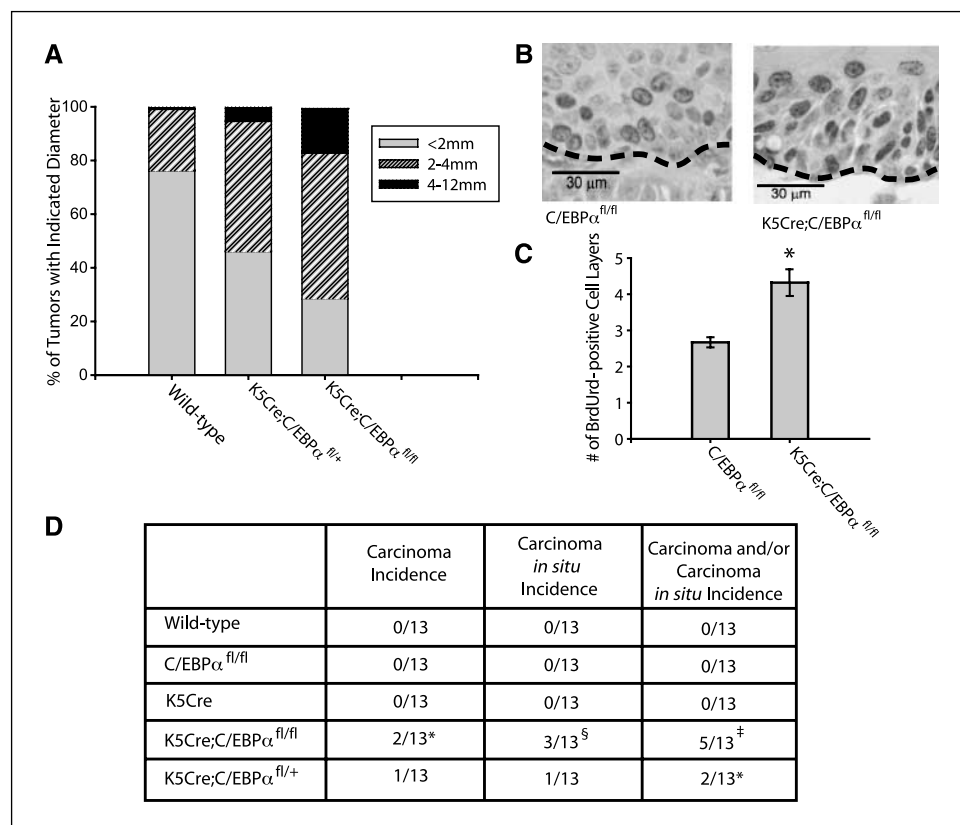 A
100
80
60
40
20
0
% of Tumors with Indicated Diameter
<2mm
2-4mm
4-12mm
Wild-type
K5Cre;C/EBPα fl/+
K5Cre;C/EBPα fl/fl
B
30 μm
C/EBPα fl/fl
30 μm
K5Cre;C/EBPα fl/fl
C
*
5
4
3
2
1
0
# of BrdUrd-positive Cell Layers
C/EBPα fl/fl
K5Cre;C/EBPα fl/fl
D
Carcinoma Incidence
Carcinoma in situ Incidence
Carcinoma and/or Carcinoma in situ Incidence
Wild-type 0/13 0/13 0/13
C/EBPα fl/fl 0/13 0/13 0/13
K5Cre 0/13 0/13 0/13
K5Cre;C/EBPα fl/fl 2/13* 3/13§ 5/13‡
K5Cre;C/EBPα fl/+ 1/13 1/13 2/13*